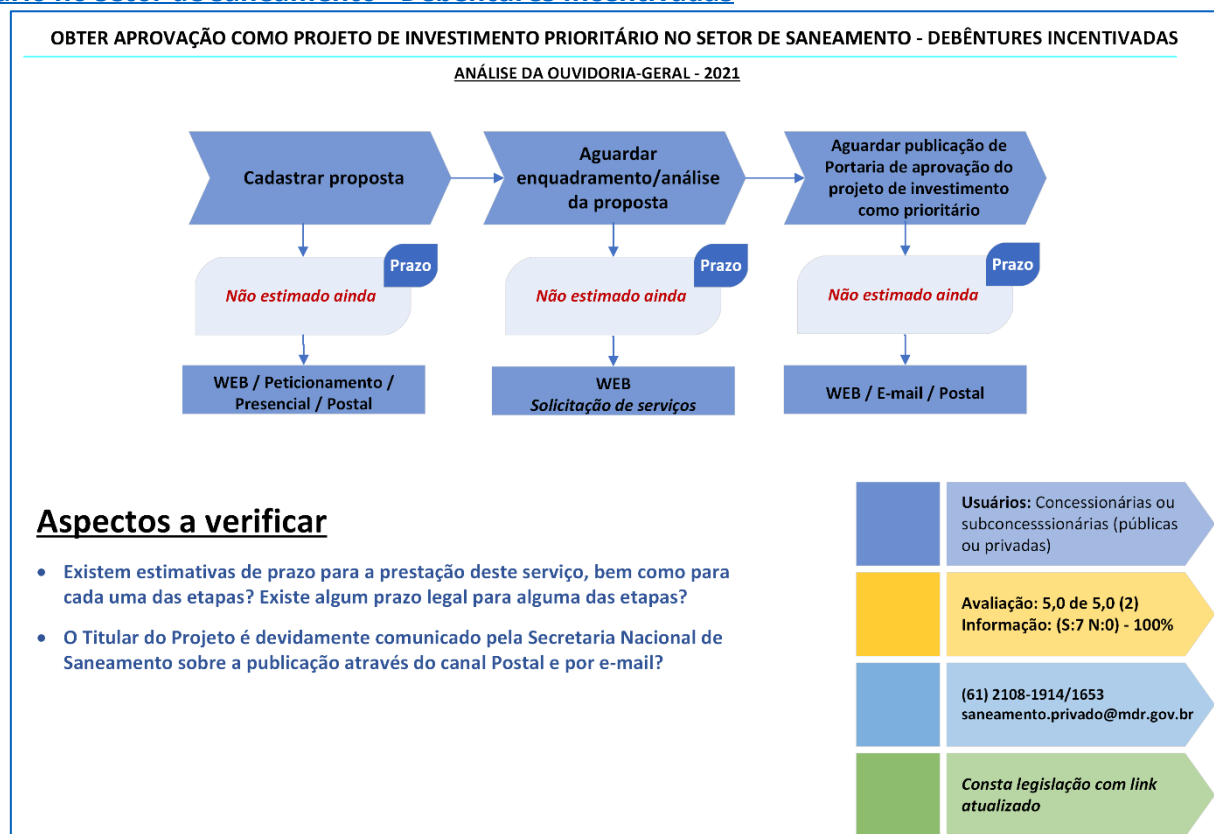 ário no setor de saneamento - Debêntures Incentivadas
OBTER APROVAÇÃO COMO PROJETO DE INVESTIMENTO PRIORITÁRIO NO SETOR DE SANEAMENTO - DEBÊNTURES INCENTIVADAS
ANÁLISE DA OUVIDORIA-GERAL - 2021
Cadastrar proposta
Aguardar
enquadramento/análise
da proposta
Aguardar publicação de
Portaria de aprovação do
projeto de investimento
como prioritário
Prazo
Não estimado ainda
Prazo
Não estimado ainda
Prazo
Não estimado ainda
WEB / Peticionamento /
Presencial / Postal
WEB
Solicitação de serviços
WEB / E-mail / Postal
Aspectos a verificar
• Existem estimativas de prazo para a prestação deste serviço, bem como para
cada uma das etapas? Existe algum prazo legal para alguma das etapas?
• O Titular do Projeto é devidamente comunicado pela Secretaria Nacional de
Saneamento sobre a publicação através do canal Postal e por e-mail?
Usuários: Concessionárias ou
subconcesssionárias (públicas
ou privadas)
Avaliação: 5,0 de 5,0 (2)
Informação: (S:7 N:0) - 100%
(61) 2108-1914/1653
saneamento.privado@mdr.gov.br
Consta legislação com link
atualizado